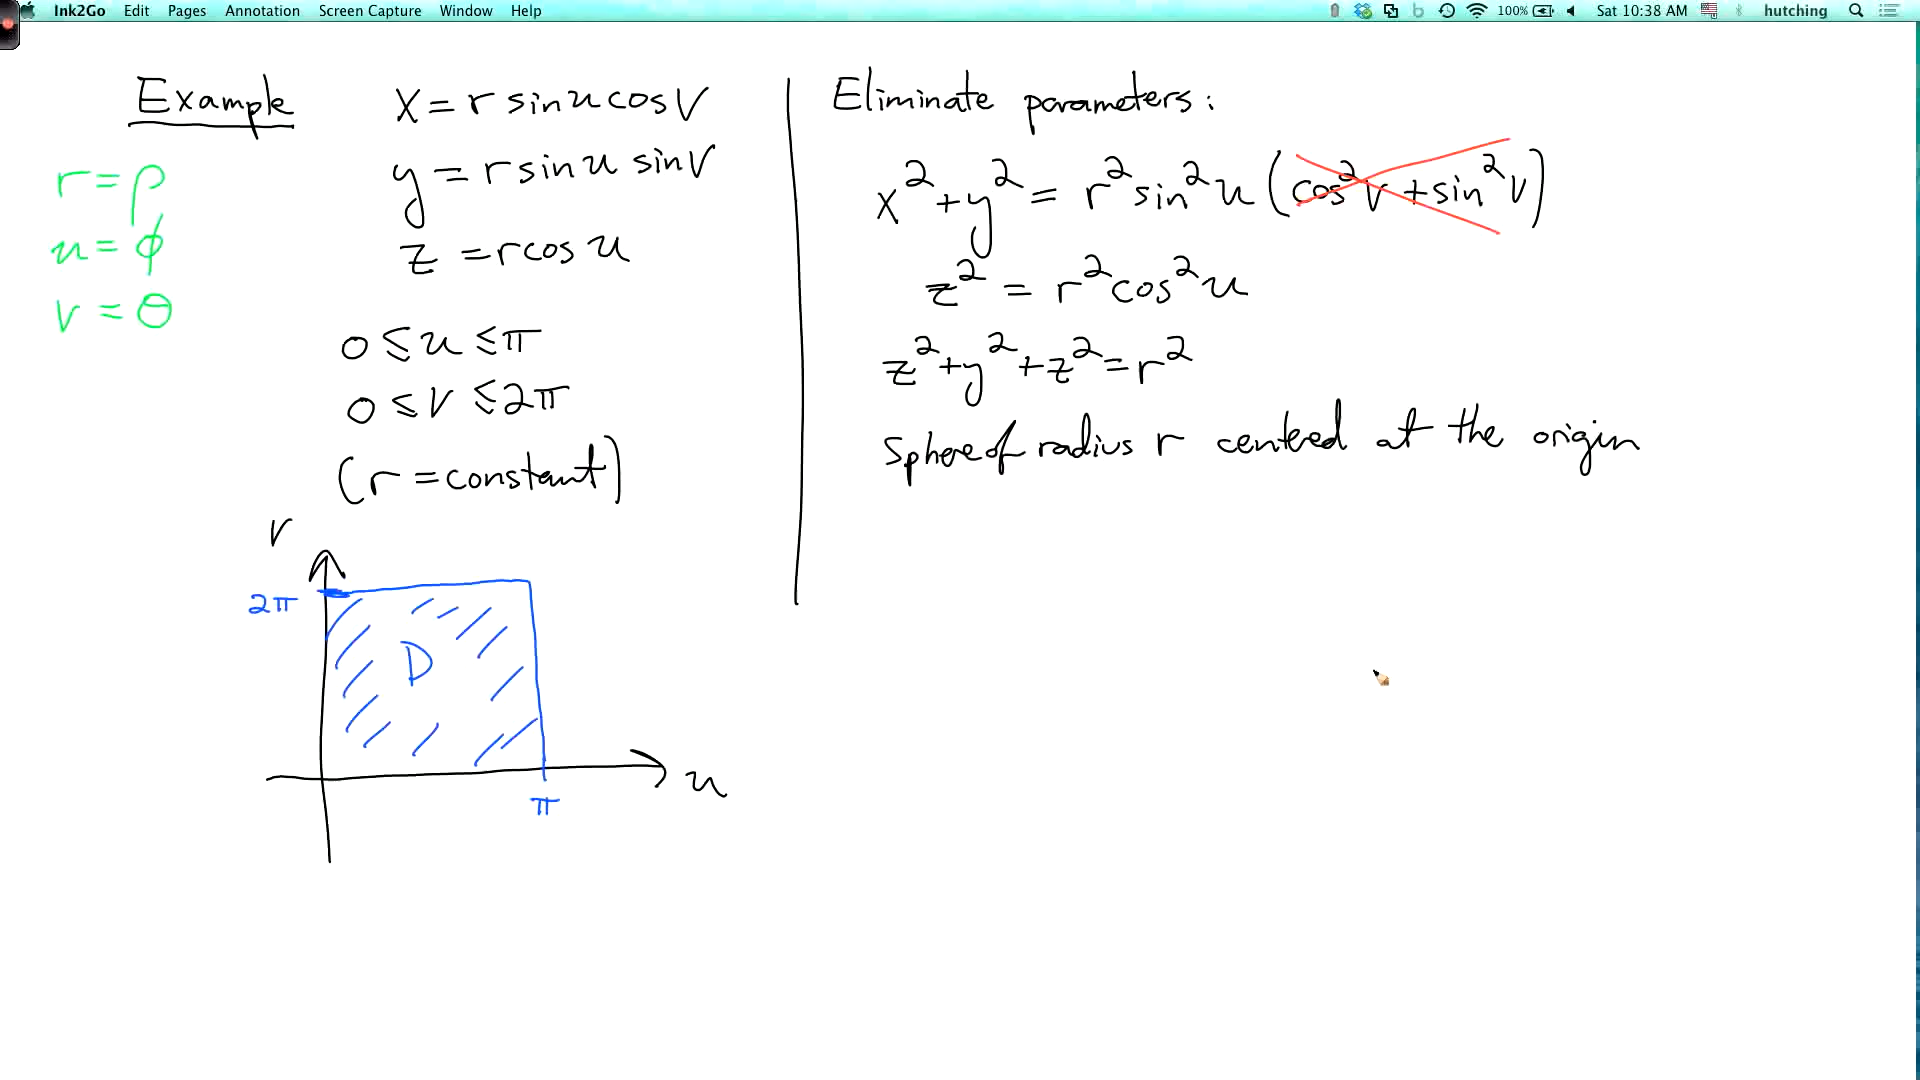 Ink2Go Edit Pages Annotation Screen Capture Window Help 100% Sat 10:38 AM hutching
Example
x = r sin u cos v
y = r sin u sin v
z = r cos u
r = ρ
u = ϕ
v = θ
0 ≤ u ≤ π
0 ≤ v ≤ 2π
(r = constant)
v
2π
D
π
u
Eliminate parameters:
x² + y² = r² sin² u (cos² v + sin² v)
z² = r² cos² u
z² + y² + z² = r²
Sphere of radius r centered at the origin